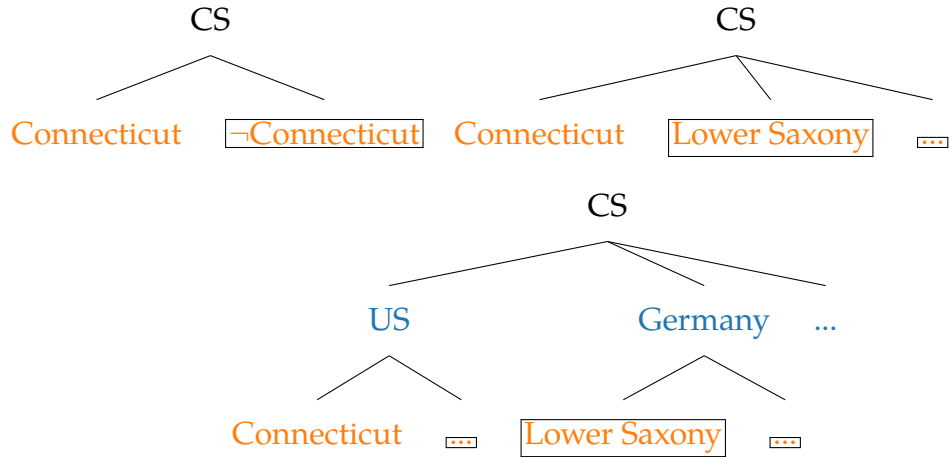 CS CS
Connecticut ¬Connecticut Connecticut Lower Saxony ...
CS
US Germany ...
Connecticut ... Lower Saxony ...